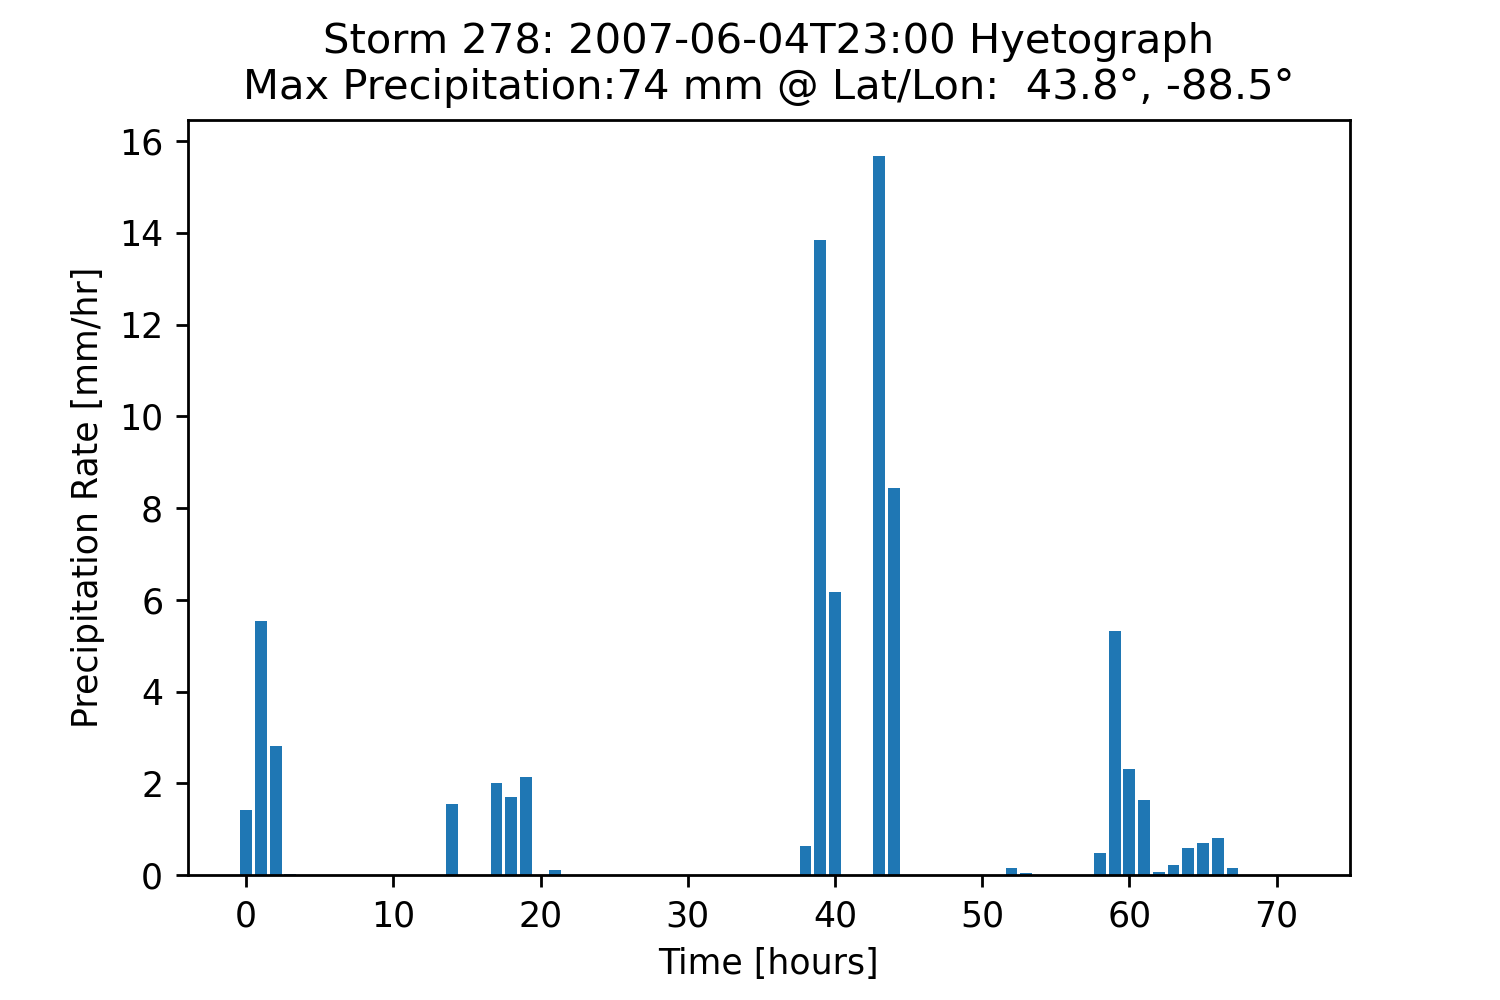 Storm 278: 2007-06-04T23:00 Hyetograph
Max Precipitation:74 mm @ Lat/Lon:  43.8°, -88.5°
16
14
12
10
8
6
4
2
0
Precipitation Rate [mm/hr]
0 10 20 30 40 50 60 70
Time [hours]